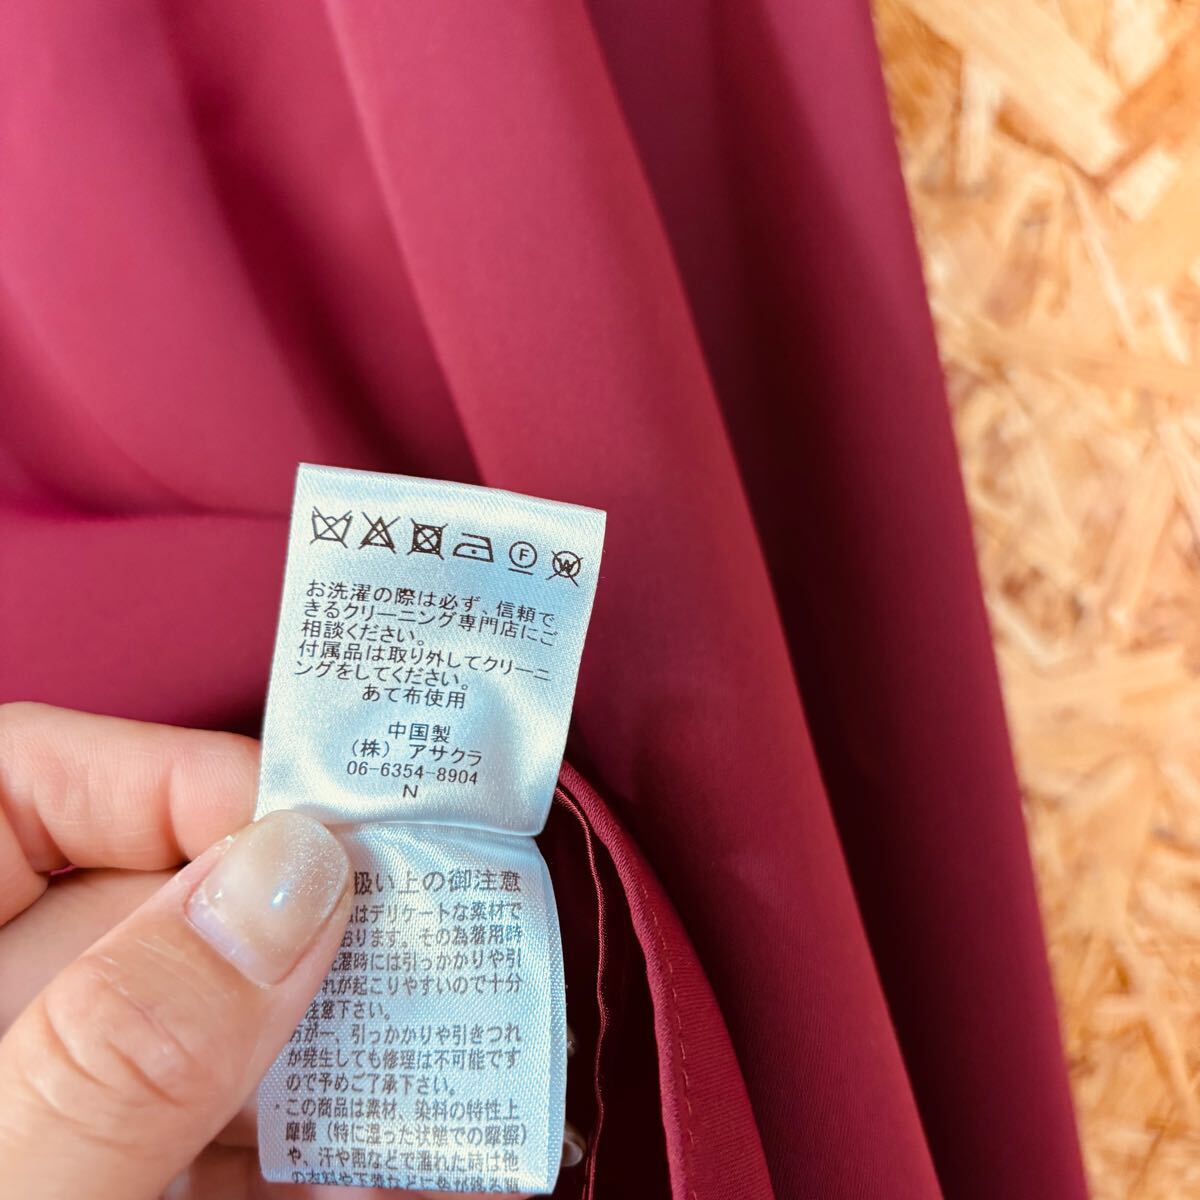 F W
お洗濯の際は必ず、信頼で
きるクリーニング専門店にご
相談ください。
付属品は取り外してクリーニ
ングをしてください。
あて布使用
中国製
(株) アサクラ
06-6354-8904
N
扱い上の御注意
はデリケートな素材で
おります。その為着用時
濯時には引っかかりや引
れが起こりやすいので十分
注意下さい。
万が一、引っかかりや引きつれ
が発生しても修理は不可能です
ので予めご了承下さい。
・この商品は素材、染料の特性上
摩擦(特に湿った状態での摩擦)
や、汗や雨などで濡れた時は他